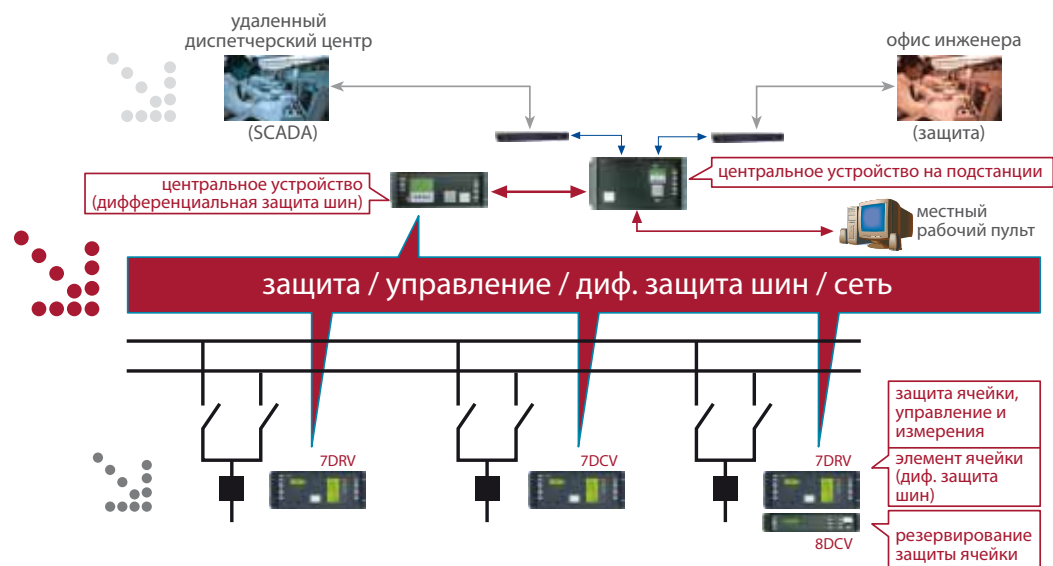 удаленный
диспетчерский центр
(SCADA)
офис инженера
(защита)
центральное устройство
(дифференциальная защита шин)
центральное устройство на подстанции
местный
рабочий пульт
защита / управление / диф. защита шин / сеть
7DRV
7DCV
7DRV
8DCV
защита ячейки,
управление и
измерения
элемент ячейки
(диф. защита
шин)
резервирование
защиты ячейки